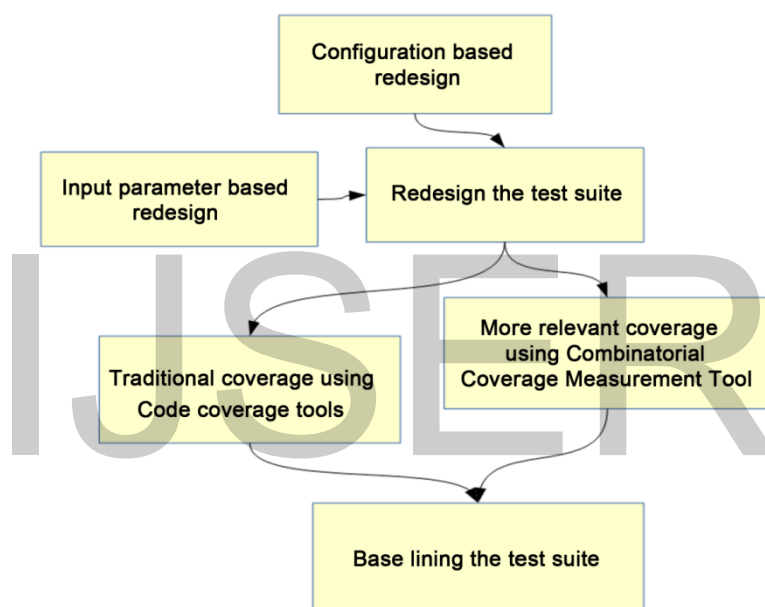 Configuration based
redesign
Input parameter based
redesign
Redesign the test suite
IJSER
More relevant coverage
using Combinatorial
Coverage Measurement Tool
Traditional coverage using
Code coverage tools
Base lining the test suite